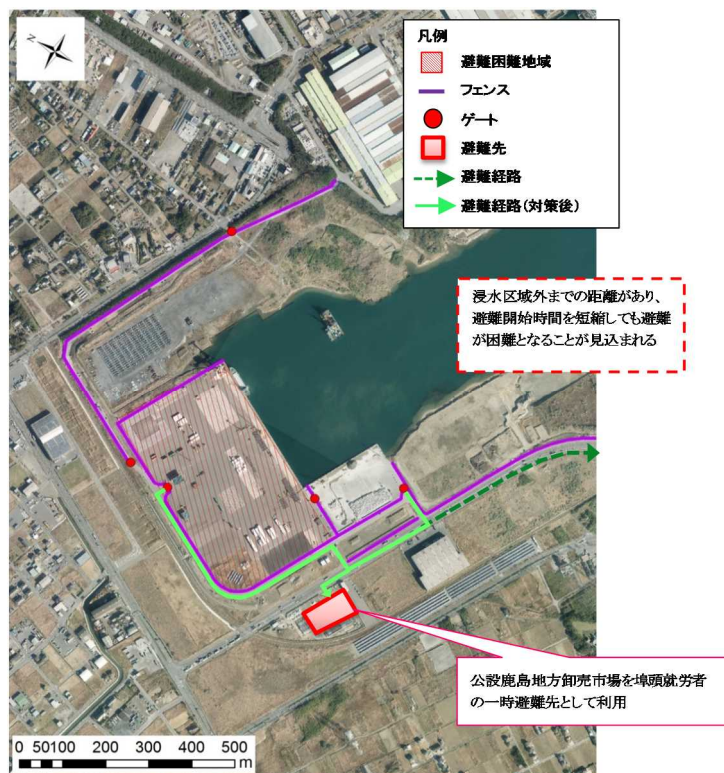 N
凡例
避難困難地域
フェンス
ゲート
避難先
避難経路
避難経路(対策後)
浸水区域外までの距離があり、
避難開始時間を短縮しても避難
が困難となることが見込まれる
公設鹿島地方卸売市場を埠頭就労者
の一時避難先として利用
0 50100 200 300 400 500
m